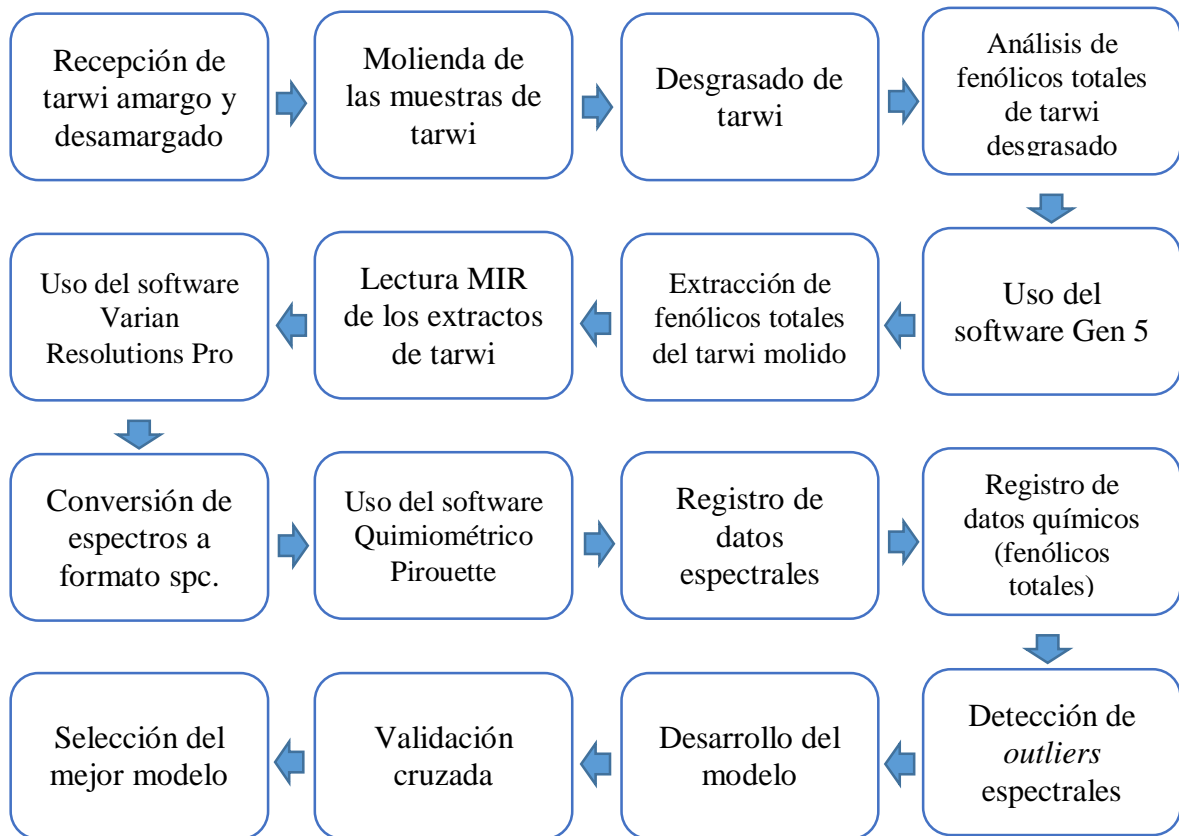 Recepción de
tarwi amargo y
desamargado
Molienda de
las muestras de
tarwi
Desgrasado de
tarwi
Análisis de
fenólicos totales
de tarwi
desgrasado
Uso del
software Gen 5
Extracción de
fenólicos totales
del tarwi molido
Lectura MIR
de los extractos
de tarwi
Uso del software
Varian
Resolutions Pro
Conversión de
espectros a
formato spc.
Uso del software
Quimiométrico
Pirouette
Registro de
datos
espectrales
Registro de
datos químicos
(fenólicos
totales)
Detección de
outliers
espectrales
Desarrollo del
modelo
Validación
cruzada
Selección del
mejor modelo